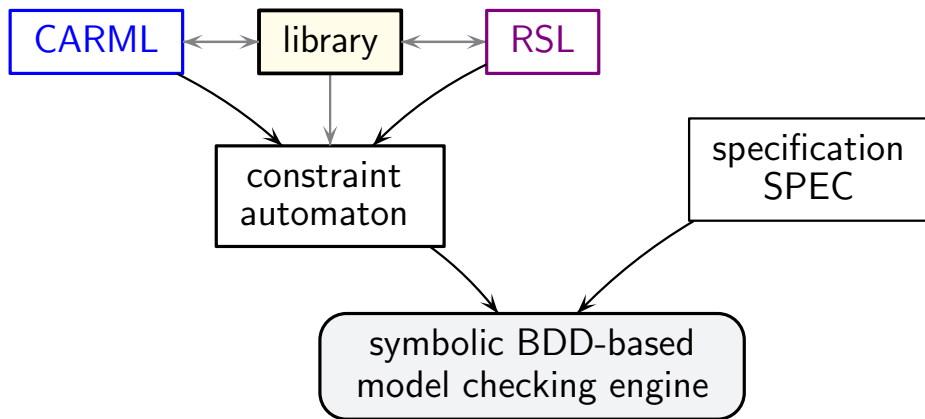 CARML
library
RSL
constraint
automaton
specification
SPEC
symbolic BDD-based
model checking engine